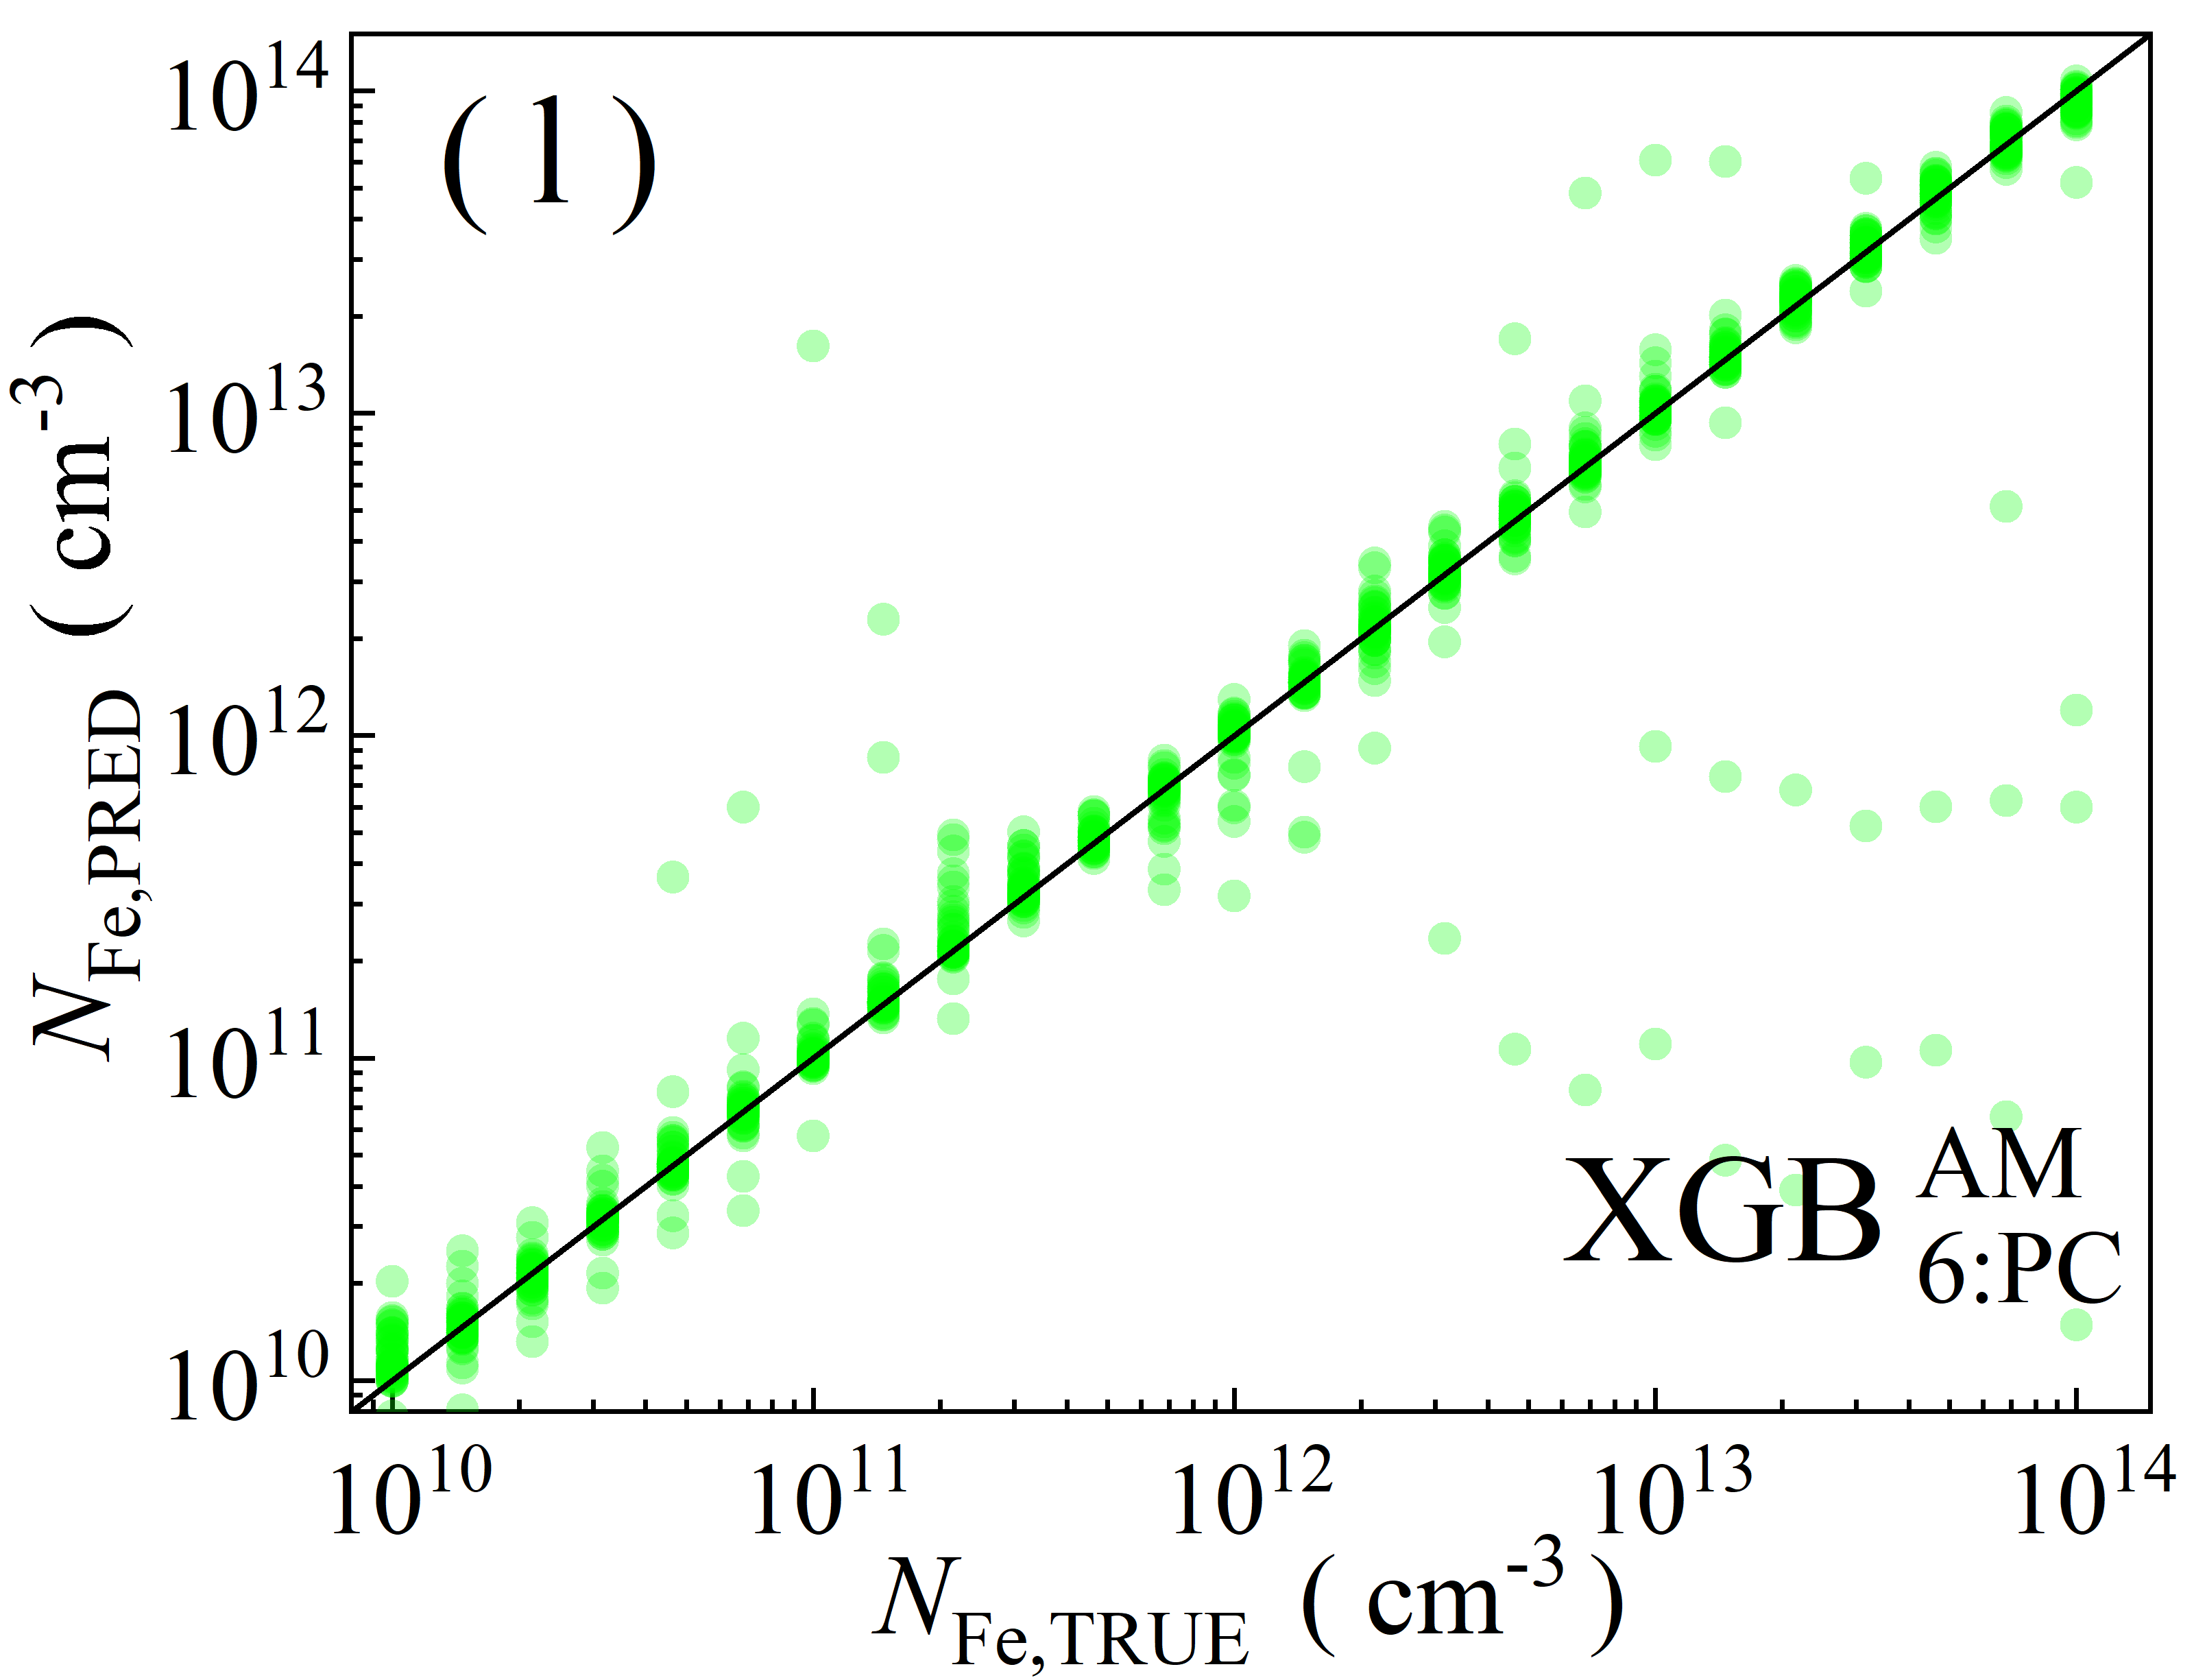 ( l )
10^14
10^13
10^12
10^11
10^10
N_Fe,PRED ( cm^-3 )
XGB AM
6:PC
10^10 10^11 10^12 10^13 10^14
N_Fe,TRUE ( cm^-3 )